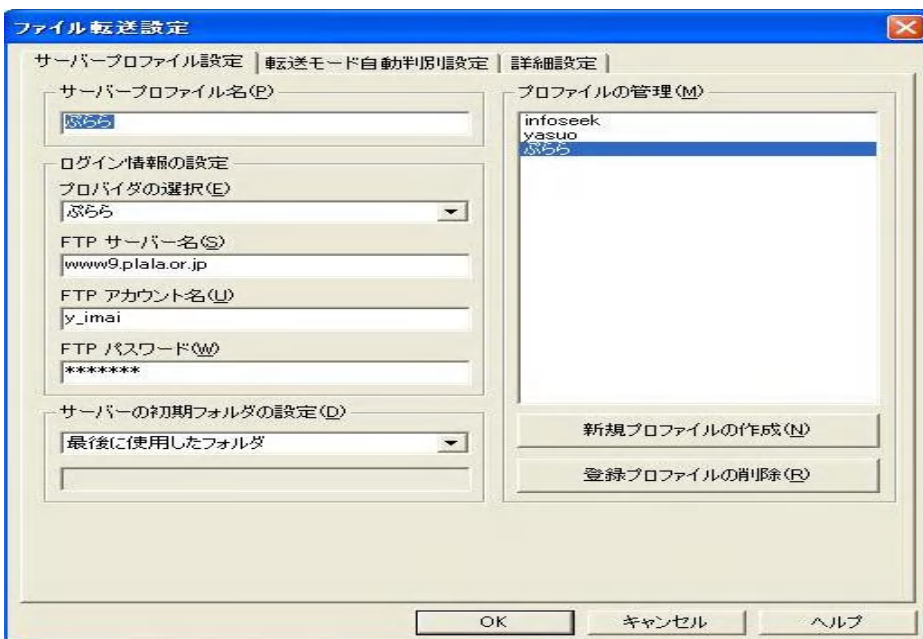 ファイル転送設定
サーバープロファイル設定 転送モード自動判別設定 詳細設定
サーバープロファイル名(P)
ぷらら
ログイン情報の設定
プロバイダの選択(E)
ぷらら
FTP サーバー名(S)
www9.plala.or.jp
FTP アカウント名(U)
y_imai
FTP パスワード(W)
*******
サーバーの初期フォルダの設定(D)
最後に使用したフォルダ
プロファイルの管理(M)
infoseek
yasuo
ぷらら
新規プロファイルの作成(N)
登録プロファイルの削除(R)
OK キャンセル ヘルプ